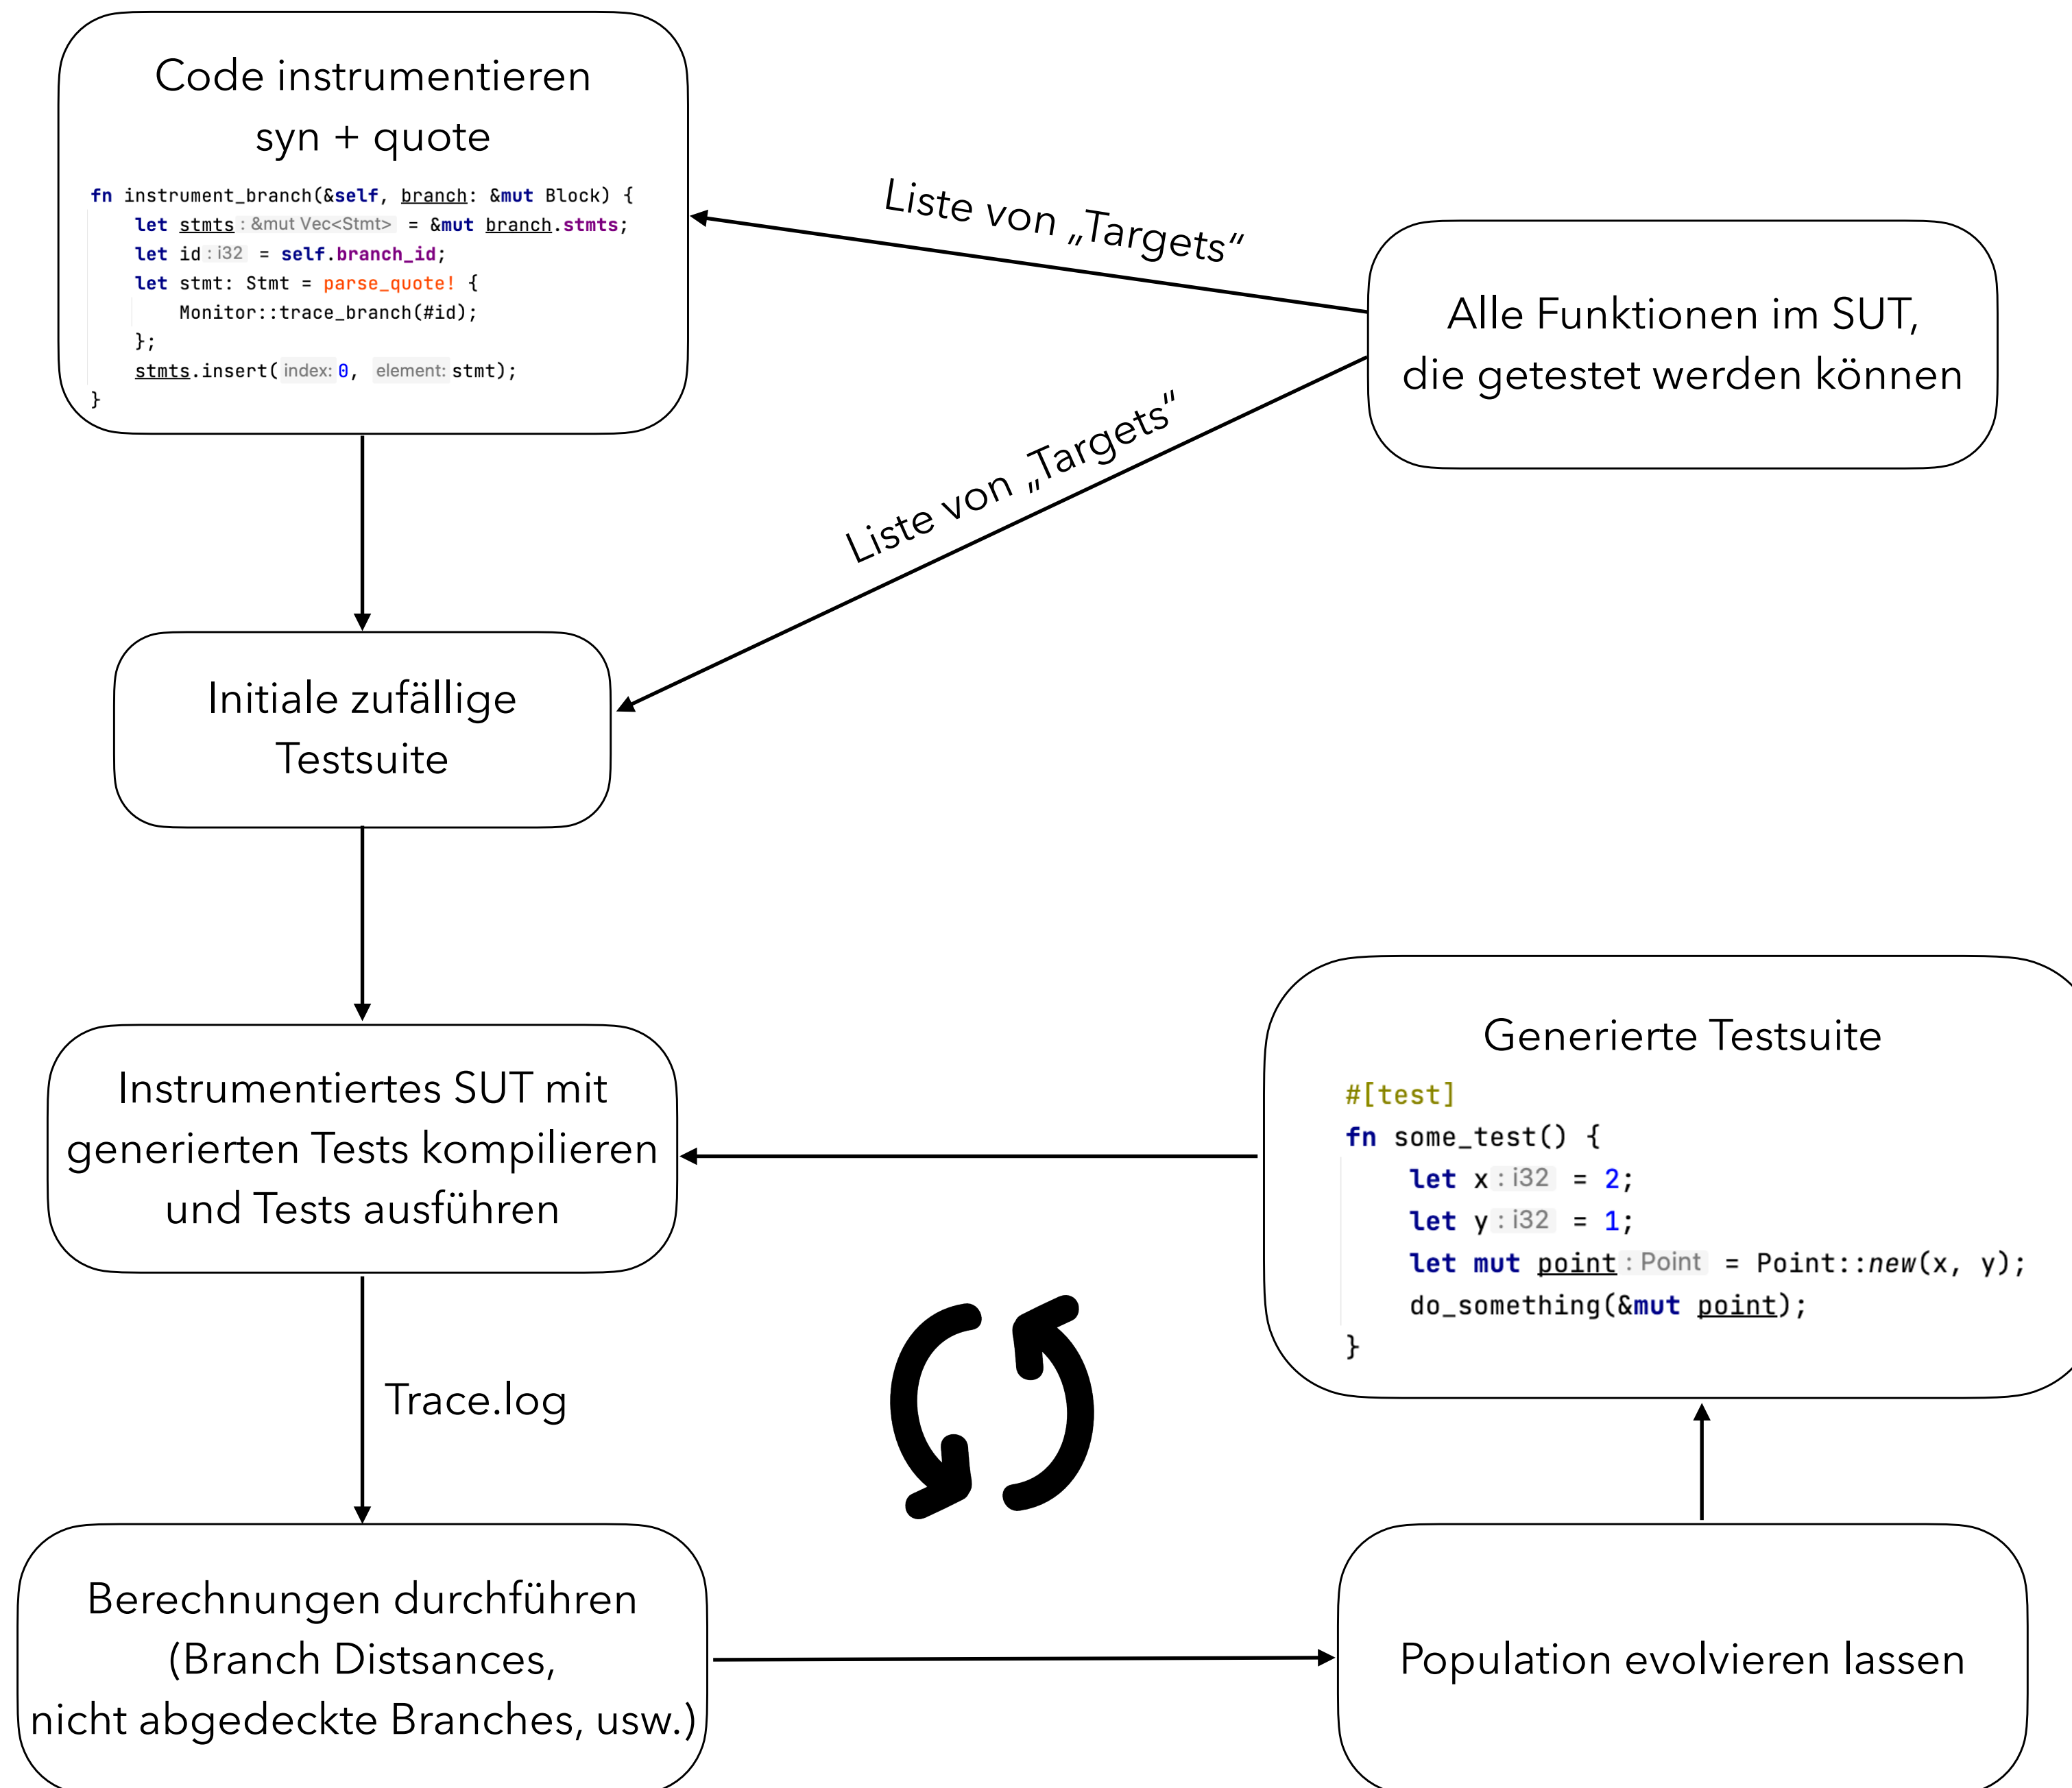 Code instrumentieren
syn + quote
fn instrument_branch(&self, branch: &mut Block) {
let stmts : &mut Vec<Stmt> = &mut branch.stmts;
let id : i32 = self.branch_id;
let stmt: Stmt = parse_quote! {
Monitor::trace_branch(#id);
};
stmts.insert( index: 0, element: stmt);
}
Liste von „Targets“
Alle Funktionen im SUT,
die getestet werden können
Liste von „Targets“
Initiale zufällige
Testsuite
Instrumentiertes SUT mit
generierten Tests kompilieren
und Tests ausführen
Generierte Testsuite
#[test]
fn some_test() {
let x : i32 = 2;
let y : i32 = 1;
let mut point : Point = Point::new(x, y);
do_something(&mut point);
}
Trace.log
Berechnungen durchführen
(Branch Distsances,
nicht abgedeckte Branches, usw.)
Population evolvieren lassen